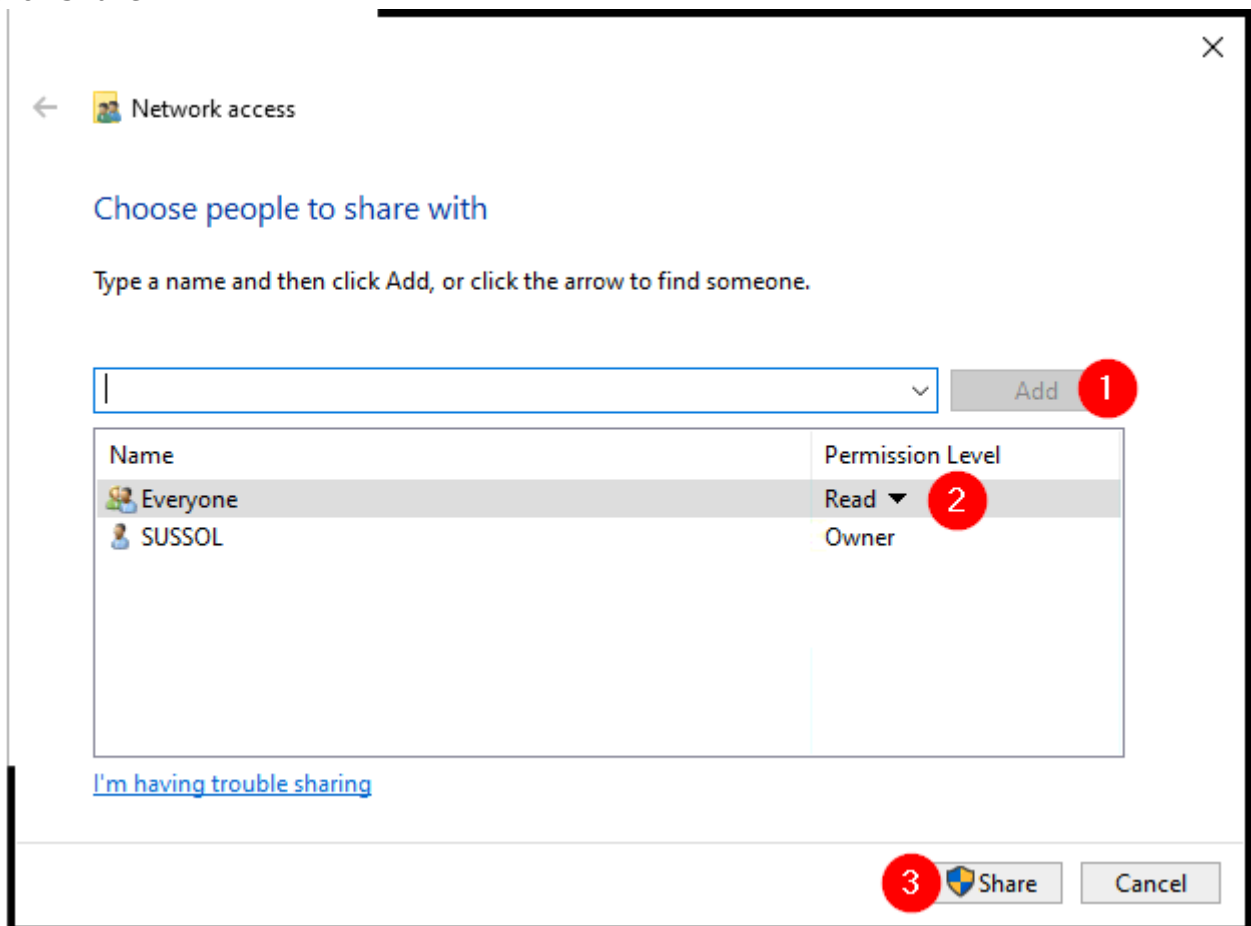 Network access
Choose people to share with
Type a name and then click Add, or click the arrow to find someone.
Add 1
Name Permission Level
Everyone Read 2
SUSSOL Owner
I'm having trouble sharing
3 Share Cancel